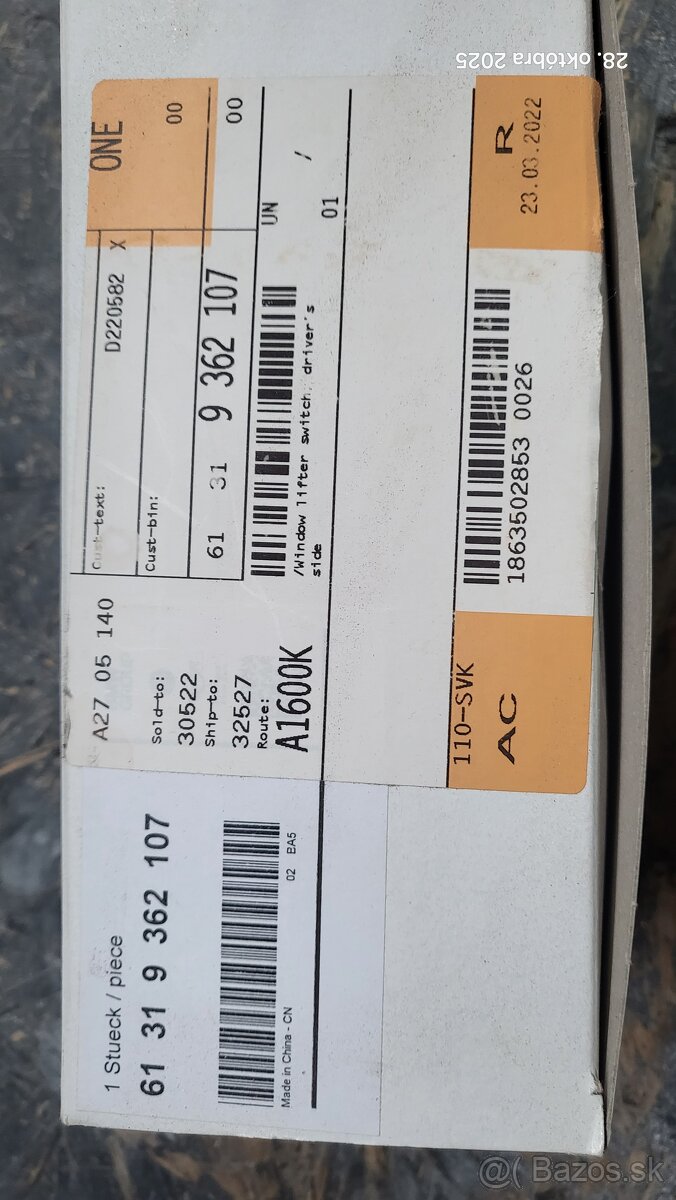 1 Stueck / piece
61 31 9 362 107
Made in China - CN
02 BA5
A27 05 140
Sold-to:
30522
Ship-to:
32527
Route:
A1600K
Cust-text:
D220582 X
Cust-bin:
61 31 9 362 107
/Window lifter switch, driver's
side
ONE
00
00
UN /
01
110-SVK
AC
1863502853 0026
R
23.03.2022
28. októbra 2025
@( Bazos.sk